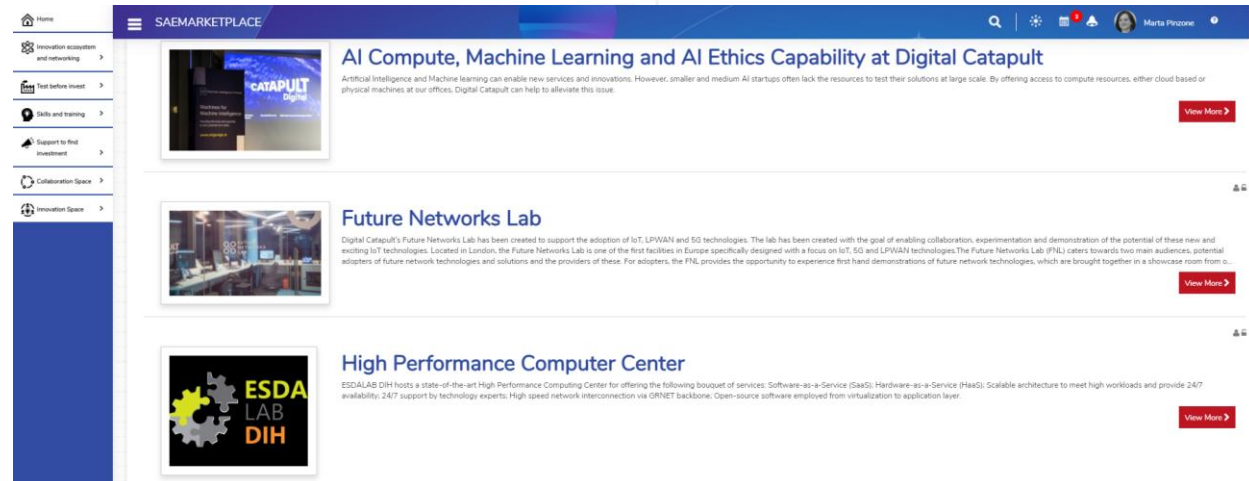 Home
Innovation ecosystem
and networking
Test before invest
Skills and training
Support to find
investment
Collaboration Space
Innovation Space
SAEMARKETPLACE
3
Marta Pinzone
CATAPULT
Digital
Machines for
Machine Intelligence
AI Compute, Machine Learning and AI Ethics Capability at Digital Catapult
Artificial Intelligence and Machine learning can enable new services and innovations. However, smaller and medium AI startups often lack the resources to test their solutions at large scale. By offering access to compute resources, either cloud based or
physical machines at our offices, Digital Catapult can help to alleviate this issue.
View More
Future Networks Lab
Digital Catapult's Future Networks Lab has been created to support the adoption of IoT, LPWAN and 5G technologies. The lab has been created with the goal of enabling collaboration, experimentation and demonstration of the potential of these new and
exciting IoT technologies. Located in London, the Future Networks Lab is one of the first facilities in Europe specifically designed with a focus on IoT, 5G and LPWAN technologies.The Future Networks Lab (FNL) caters towards two main audiences, potential
adopters of future network technologies and solutions and the providers of these. For adopters, the FNL provides the opportunity to experience first hand demonstrations of future network technologies, which are brought together in a showcase room from o...
View More
ESDA
LAB
DIH
High Performance Computer Center
ESDALAB DIH hosts a state-of-the-art High Performance Computing Center for offering the following bouquet of services: Software-as-a-Service (SaaS); Hardware-as-a-Service (HaaS); Scalable architecture to meet high workloads and provide 24/7
availability; 24/7 support by technology experts; High speed network interconnection via GRNET backbone; Open-source software employed from virtualization to application layer.
View More